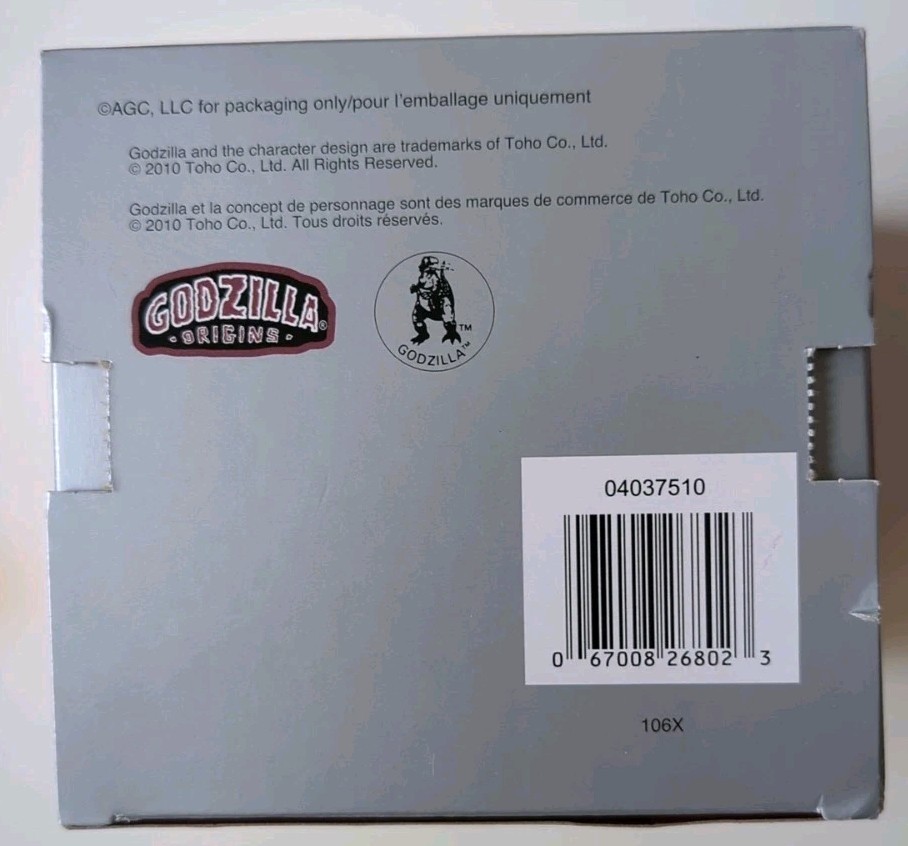 ©AGC, LLC for packaging only/pour l'emballage uniquement
Godzilla and the character design are trademarks of Toho Co., Ltd.
© 2010 Toho Co., Ltd. All Rights Reserved.
Godzilla et la concept de personnage sont des marques de commerce de Toho Co., Ltd.
© 2010 Toho Co., Ltd. Tous droits réservés.
GODZILLA®
• ORIGINS •
TM
GODZILLA™
04037510
0 67008 26802 3
106X